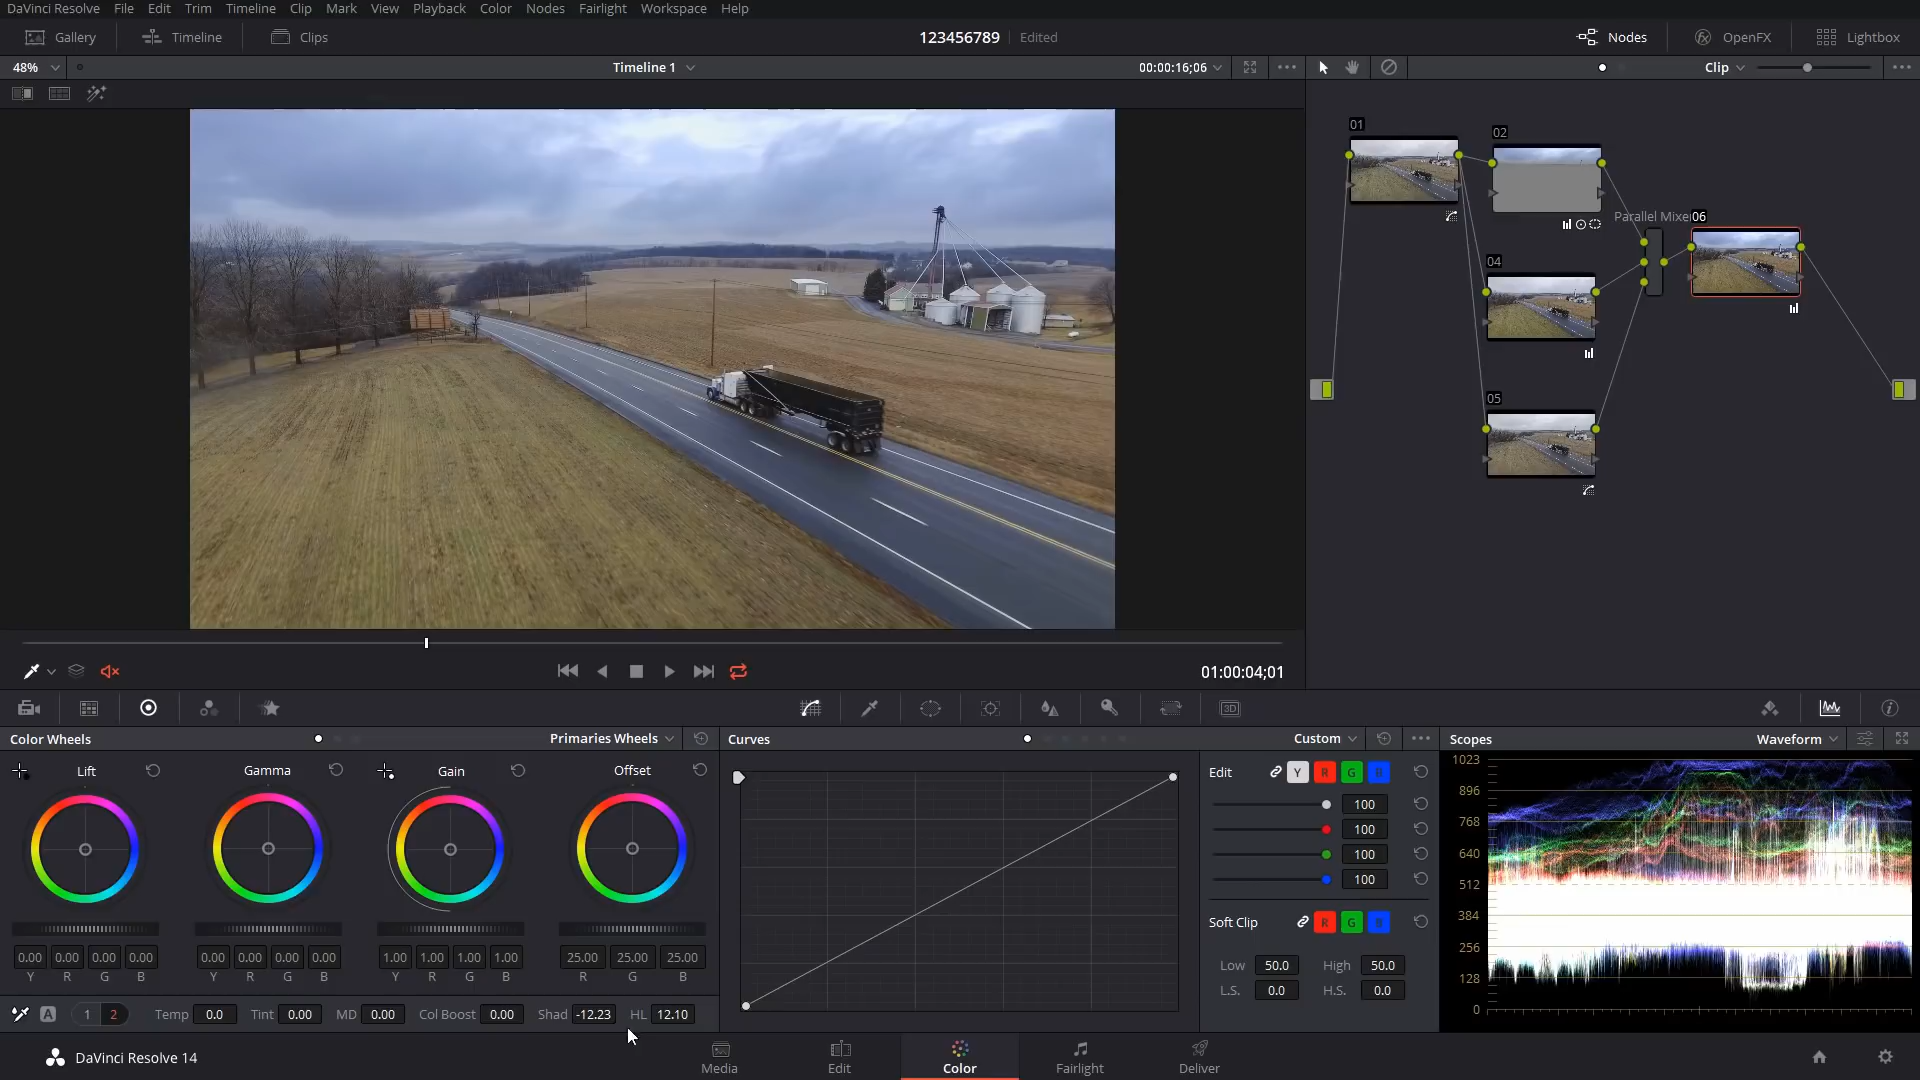 DaVinci Resolve File Edit Trim Timeline Clip Mark View Playback Color Nodes Fairlight Workspace Help
Gallery Timeline Clips 123456789 Edited Nodes OpenFX Lightbox
48% Timeline 1 00:00:16;06 Clip
01
02
Parallel Mixer 06
04
05
01:00:04;01
3D
Color Wheels Primaries Wheels Curves Custom Scopes Waveform
Lift Gamma Gain Offset
Edit Y R G B
100
100
100
100
Soft Clip R G B
Low 50.0 High 50.0
L.S. 0.0 H.S. 0.0
1023
896
768
640
512
384
256
128
0
0.00 0.00 0.00 0.00 0.00 0.00 0.00 0.00 1.00 1.00 1.00 1.00 25.00 25.00 25.00
Y R G B Y R G B Y R G B R G B
A 1 2 Temp 0.0 Tint 0.00 MD 0.00 Col Boost 0.00 Shad -12.23 HL 12.10
DaVinci Resolve 14 Media Edit Color Fairlight Deliver